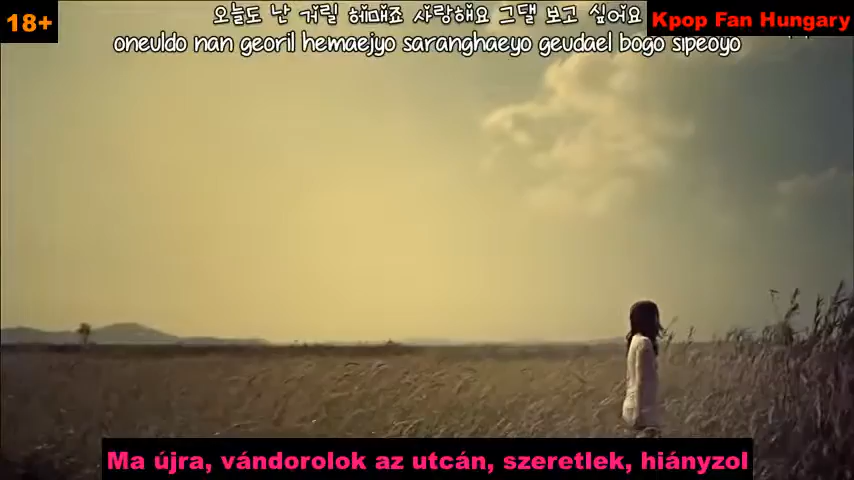 18+
오늘도 난 거릴 헤매죠 사랑해요 그댈 보고 싶어요
Kpop Fan Hungary
oneuldo nan georil hemaejyo saranghaeyo geudael bogo sipeoyo
Ma újra, vándorolok az utcán, szeretlek, hiányzol